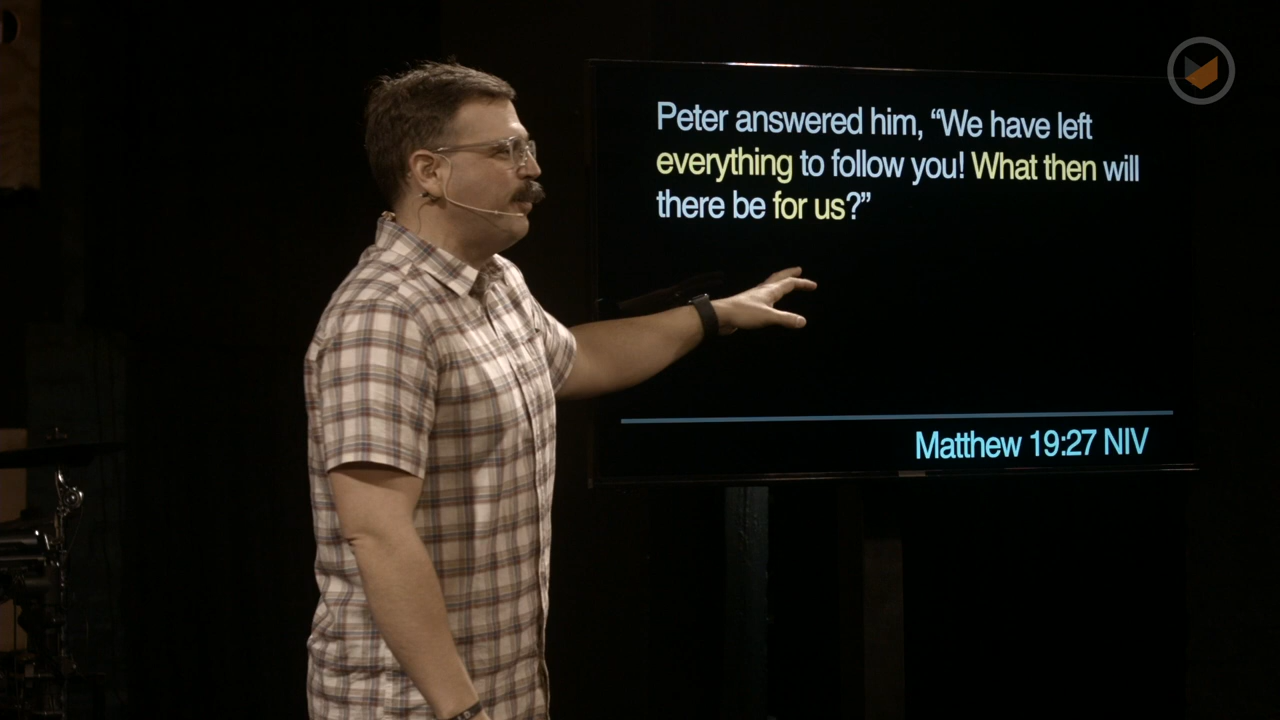 Peter answered him, “We have left
everything to follow you! What then will
there be for us?”
Matthew 19:27 NIV